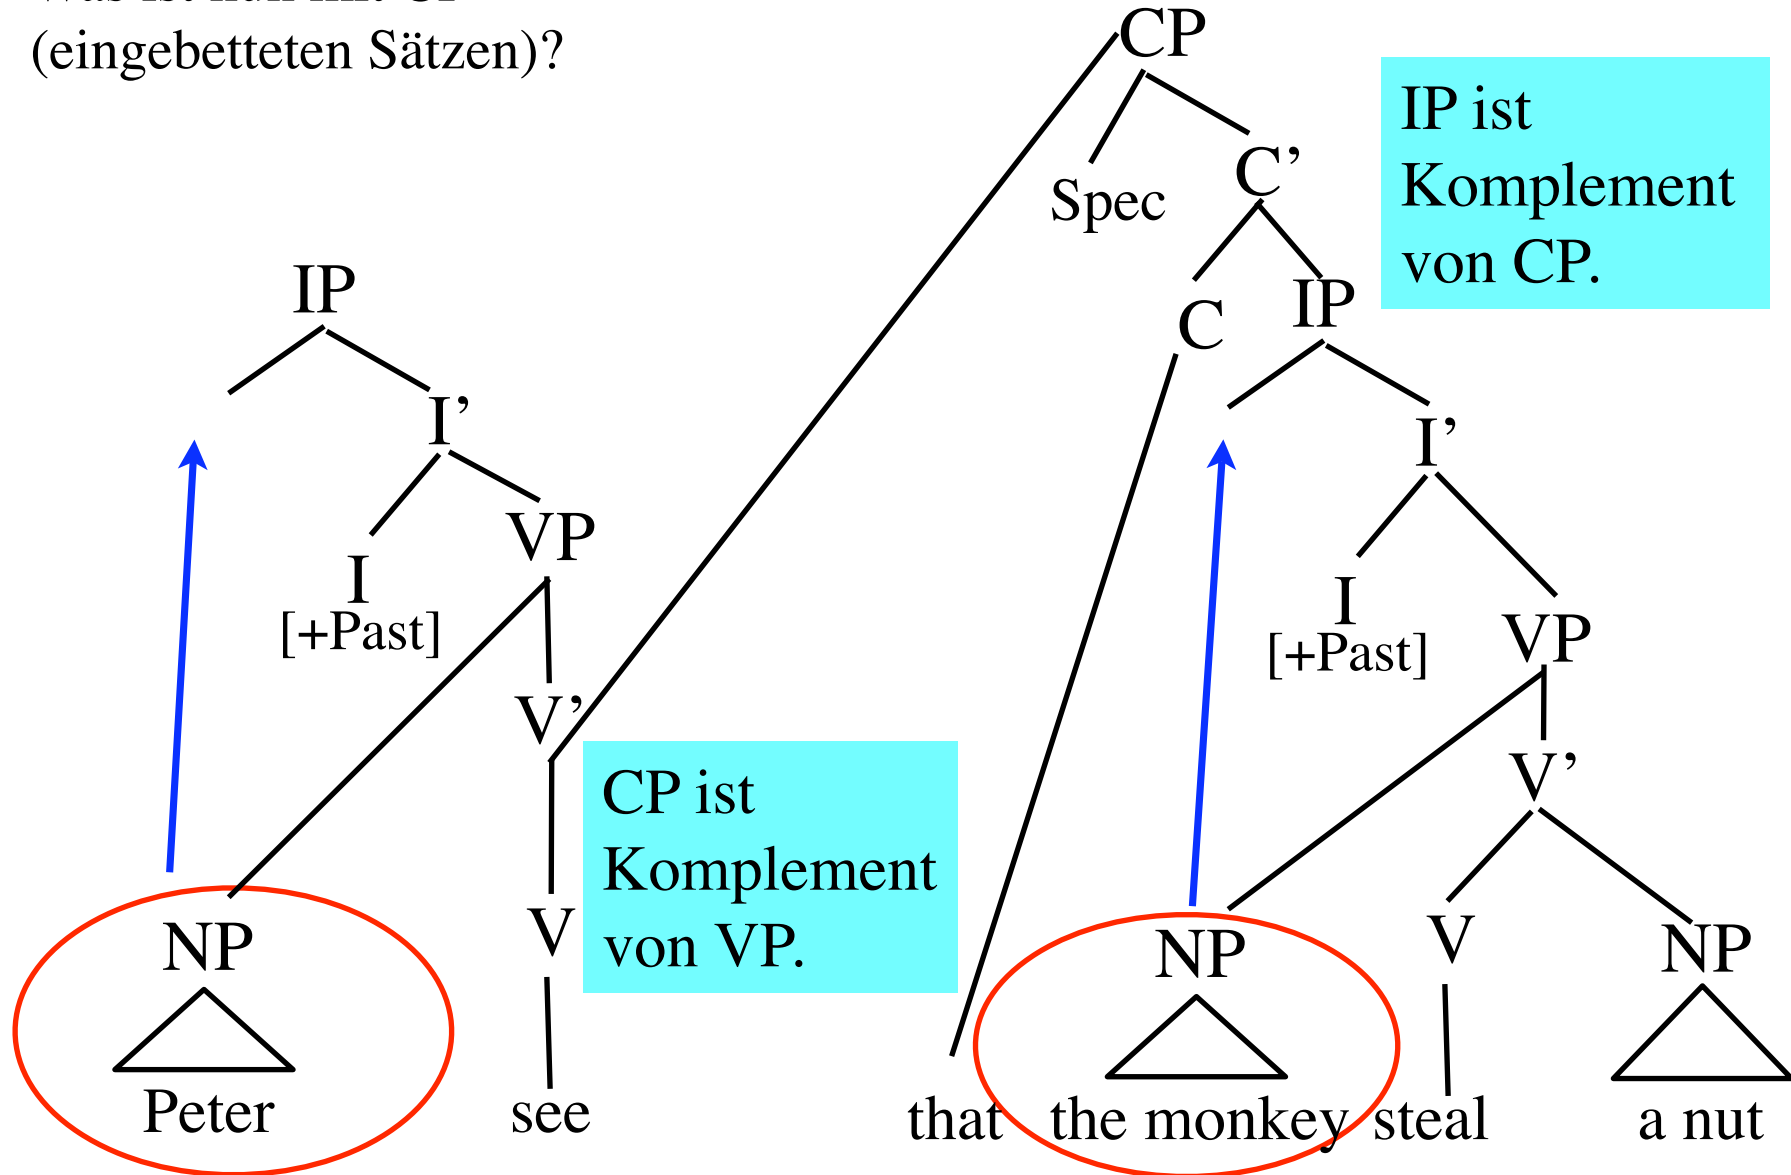 (eingebetteten Sätzen)?
CP
Spec
C’
IP ist
Komplement
von CP.
C
IP
I’
I
[+Past]
VP
V’
NP
V
NP
IP
I’
I
[+Past]
VP
V’
CP ist
Komplement
von VP.
NP
V
Peter
see
that
the monkey
steal
a nut